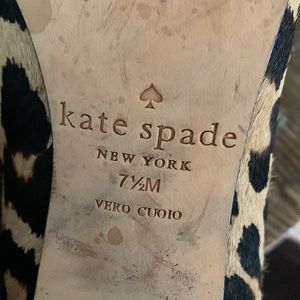 kate spade
NEW YORK
7½M
VERO CUOIO